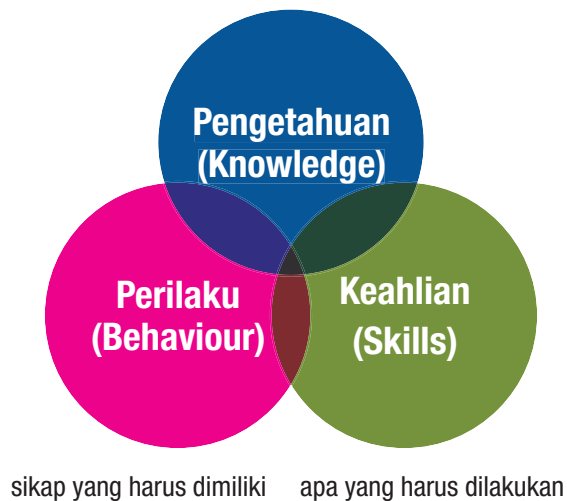 Pengetahuan
(Knowledge)
Perilaku
(Behaviour)
Keahlian
(Skills)
sikap yang harus dimiliki
apa yang harus dilakukan